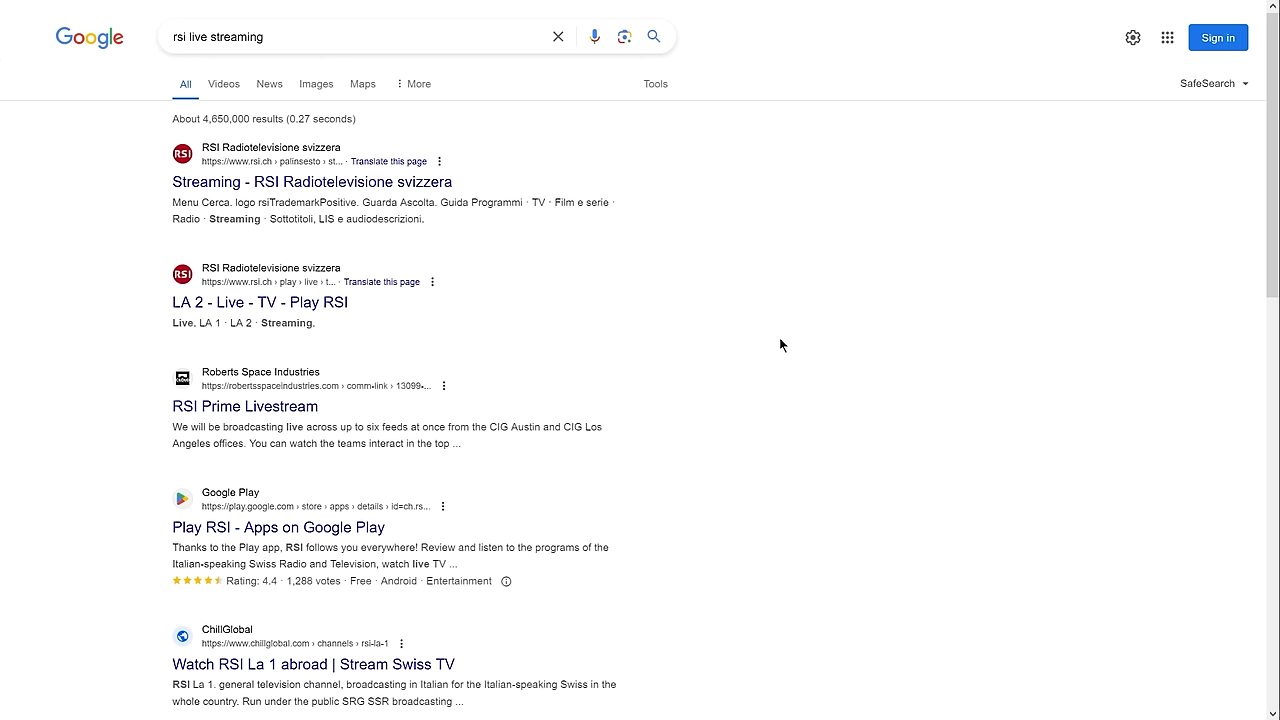 Google
rsi live streaming
Sign in
All
Videos
News
Images
Maps
More
Tools
SafeSearch
About 4,650,000 results (0.27 seconds)
RSI
RSI Radiotelevisione svizzera
https://www.rsi.ch › palinsesto › st... · Translate this page
Streaming - RSI Radiotelevisione svizzera
Menu Cerca. logo rsiTrademarkPositive. Guarda Ascolta. Guida Programmi · TV · Film e serie ·
Radio · Streaming · Sottotitoli, LIS e audiodescrizioni.
RSI
RSI Radiotelevisione svizzera
https://www.rsi.ch › play › live › t... · Translate this page
LA 2 - Live - TV - Play RSI
Live. LA 1 · LA 2 · Streaming.
Roberts Space Industries
https://robertsspaceindustries.com › comm-link › 13099-...
RSI Prime Livestream
We will be broadcasting live across up to six feeds at once from the CIG Austin and CIG Los
Angeles offices. You can watch the teams interact in the top ...
Google Play
https://play.google.com › store › apps › details › id=ch.rs...
Play RSI - Apps on Google Play
Thanks to the Play app, RSI follows you everywhere! Review and listen to the programs of the
Italian-speaking Swiss Radio and Television, watch live TV ...
Rating: 4.4 · 1,288 votes · Free · Android · Entertainment
ChillGlobal
https://www.chillglobal.com › channels › rsi-la-1
Watch RSI La 1 abroad | Stream Swiss TV
RSI La 1. general television channel, broadcasting in Italian for the Italian-speaking Swiss in the
whole country. Run under the public SRG SSR broadcasting ...